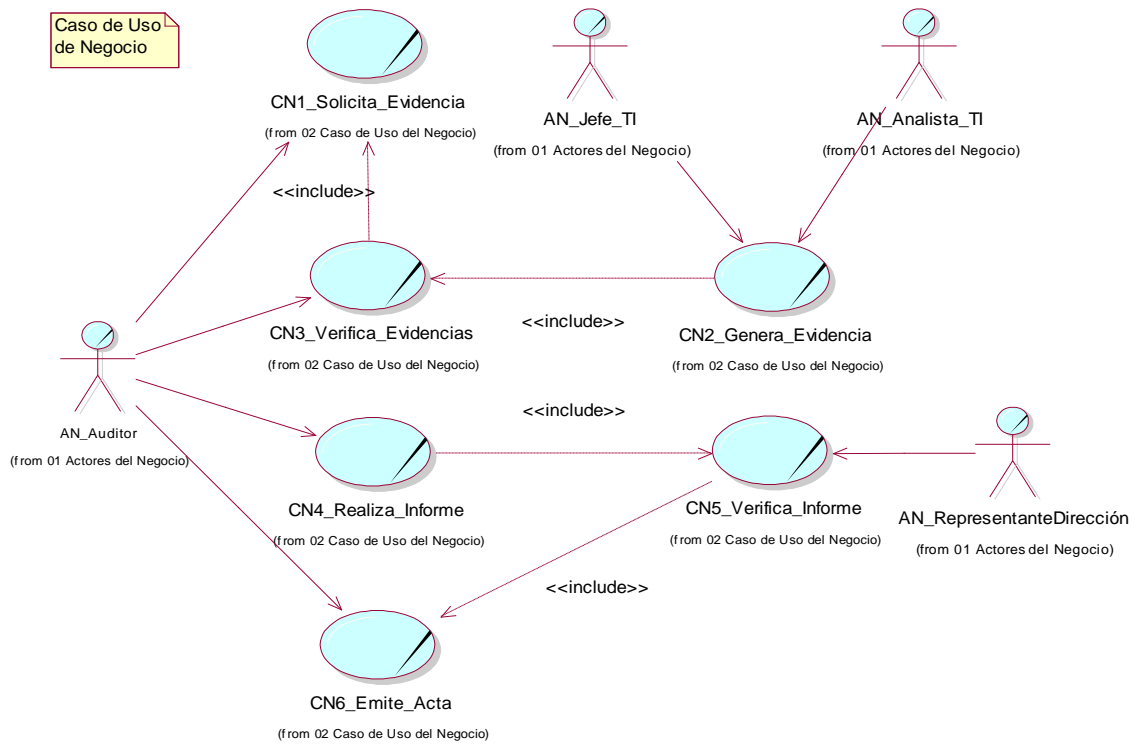 Caso de Uso
de Negocio
CN1_Solicita_Evidencia
(from 02 Caso de Uso del Negocio)
AN_Jefe_TI
(from 01 Actores del Negocio)
AN_Analista_TI
(from 01 Actores del Negocio)
<<include>>
CN3_Verifica_Evidencias
(from 02 Caso de Uso del Negocio)
<<include>>
CN2_Genera_Evidencia
(from 02 Caso de Uso del Negocio)
AN_Auditor
(from 01 Actores del Negocio)
<<include>>
CN4_Realiza_Informe
(from 02 Caso de Uso del Negocio)
CN5_Verifica_Informe
(from 02 Caso de Uso del Negocio)
AN_RepresentanteDirección
(from 01 Actores del Negocio)
<<include>>
CN6_Emite_Acta
(from 02 Caso de Uso del Negocio)